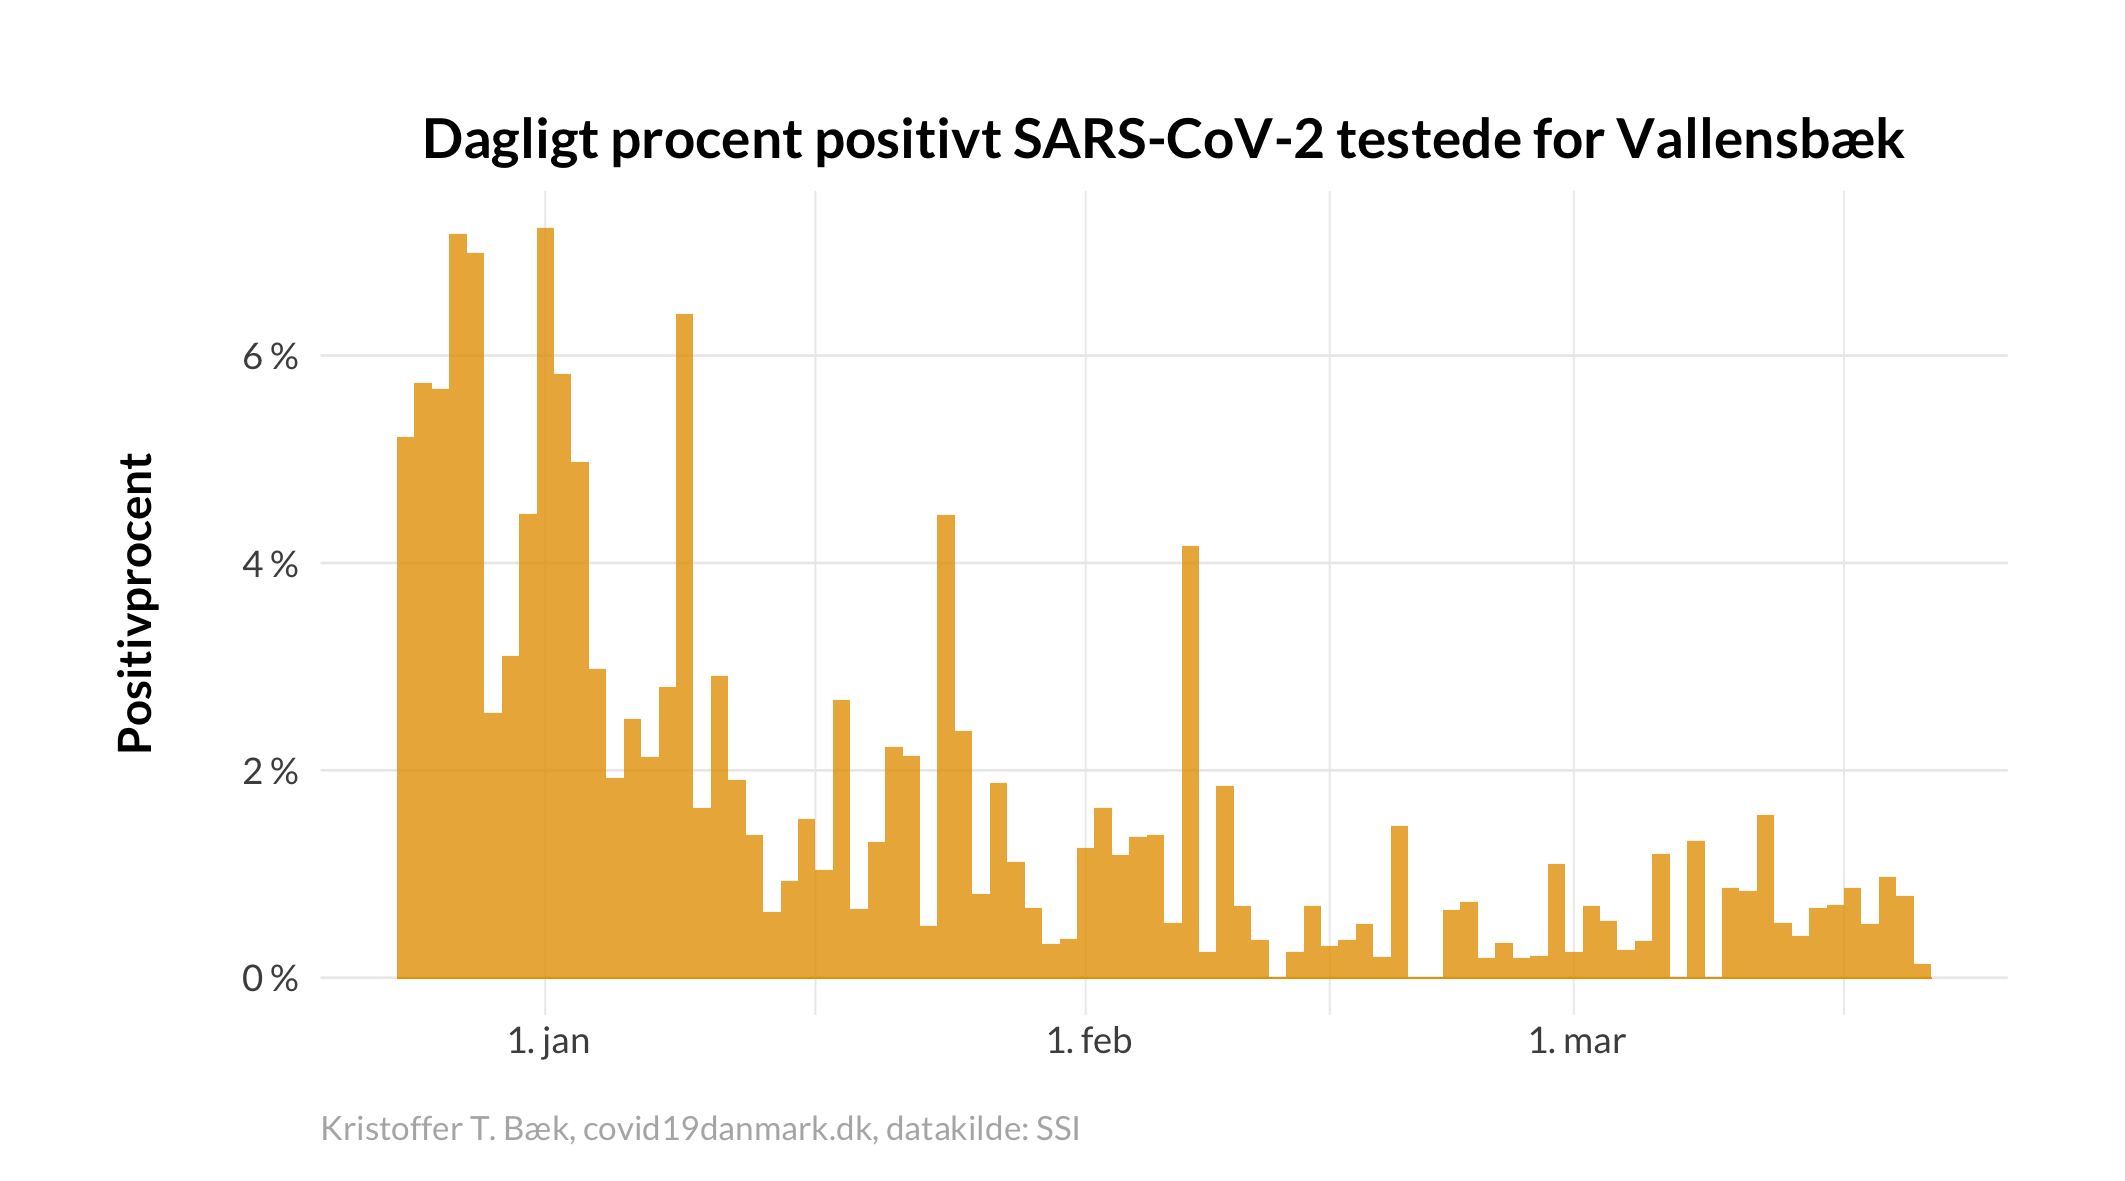 Dagligt procent positivt SARS-CoV-2 testede for Vallensbæk
Positivprocent
6 %
4 %
2 %
0 %
1. jan
1. feb
1. mar
Kristoffer T. Bæk, covid19danmark.dk, datakilde: SSI